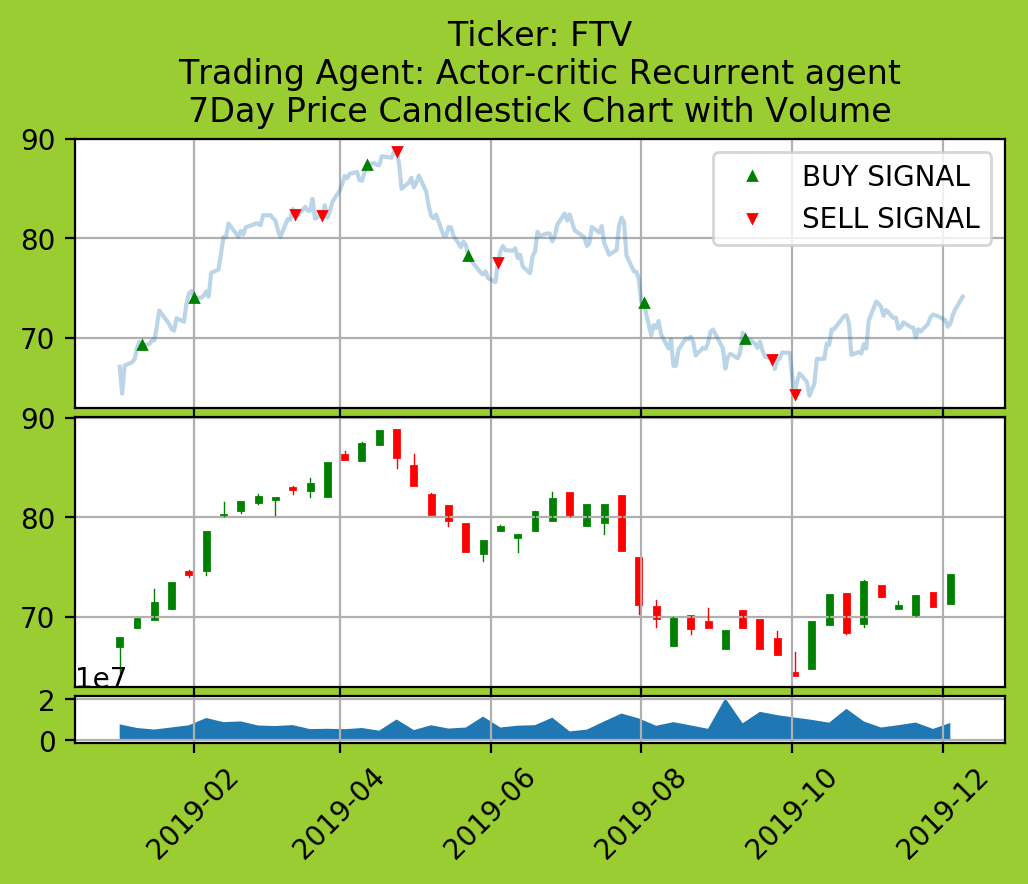 Ticker: FTV
Trading Agent: Actor-critic Recurrent agent
7Day Price Candlestick Chart with Volume
90
80
70
BUY SIGNAL
SELL SIGNAL
90
80
70
1e7
2
0
2019-02
2019-04
2019-06
2019-08
2019-10
2019-12